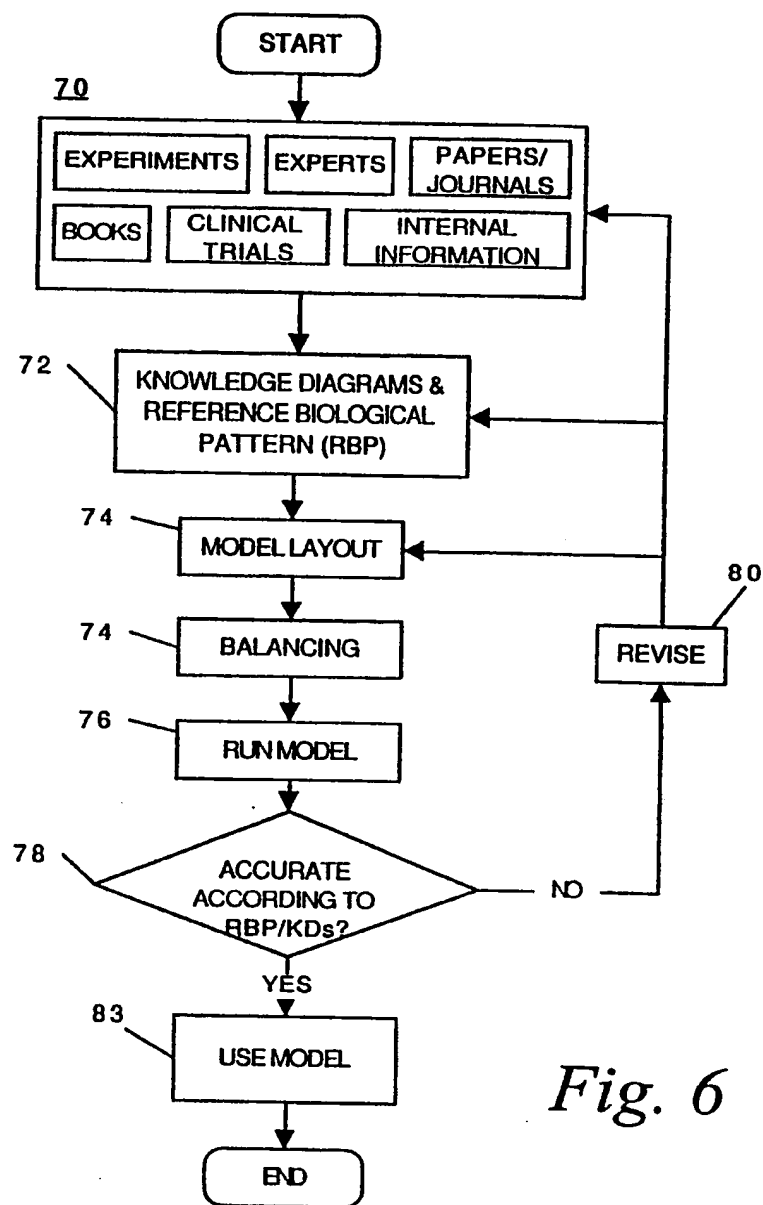 START
70
EXPERIMENTS
EXPERTS
PAPERS/
JOURNALS
BOOKS
CLINICAL
TRIALS
INTERNAL
INFORMATION
72
KNOWLEDGE DIAGRAMS &
REFERENCE BIOLOGICAL
PATTERN (RBP)
74
MODEL LAYOUT
80
REVISE
74
BALANCING
76
RUN MODEL
78
ACCURATE
ACCORDING TO
RBP/KDs?
NO
YES
83
USE MODEL
END
Fig. 6